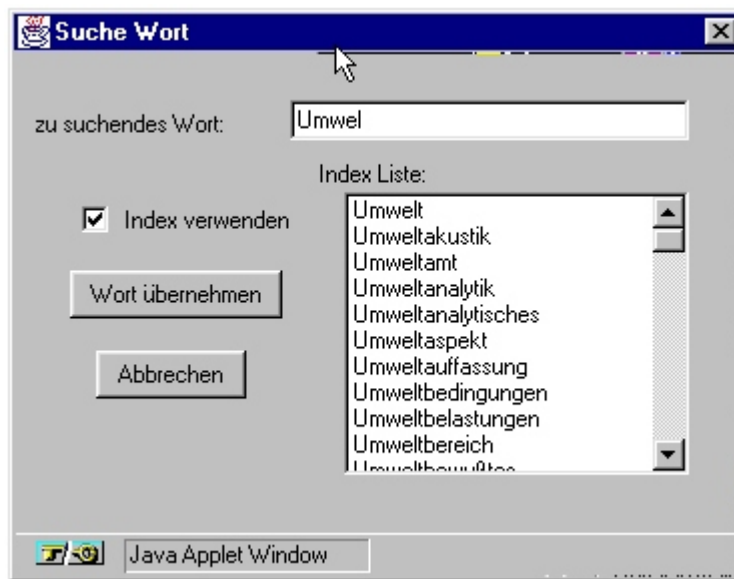 Suche Wort
zu suchendes Wort:
Umwel
Index Liste:
Index verwenden
Wort übernehmen
Abbrechen
Umwelt
Umweltakustik
Umweltamt
Umweltanalytik
Umweltanalytisches
Umweltaspekt
Umweltauffassung
Umweltbedingungen
Umweltbelastungen
Umweltbereich
Umweltbewußtes
Java Applet Window